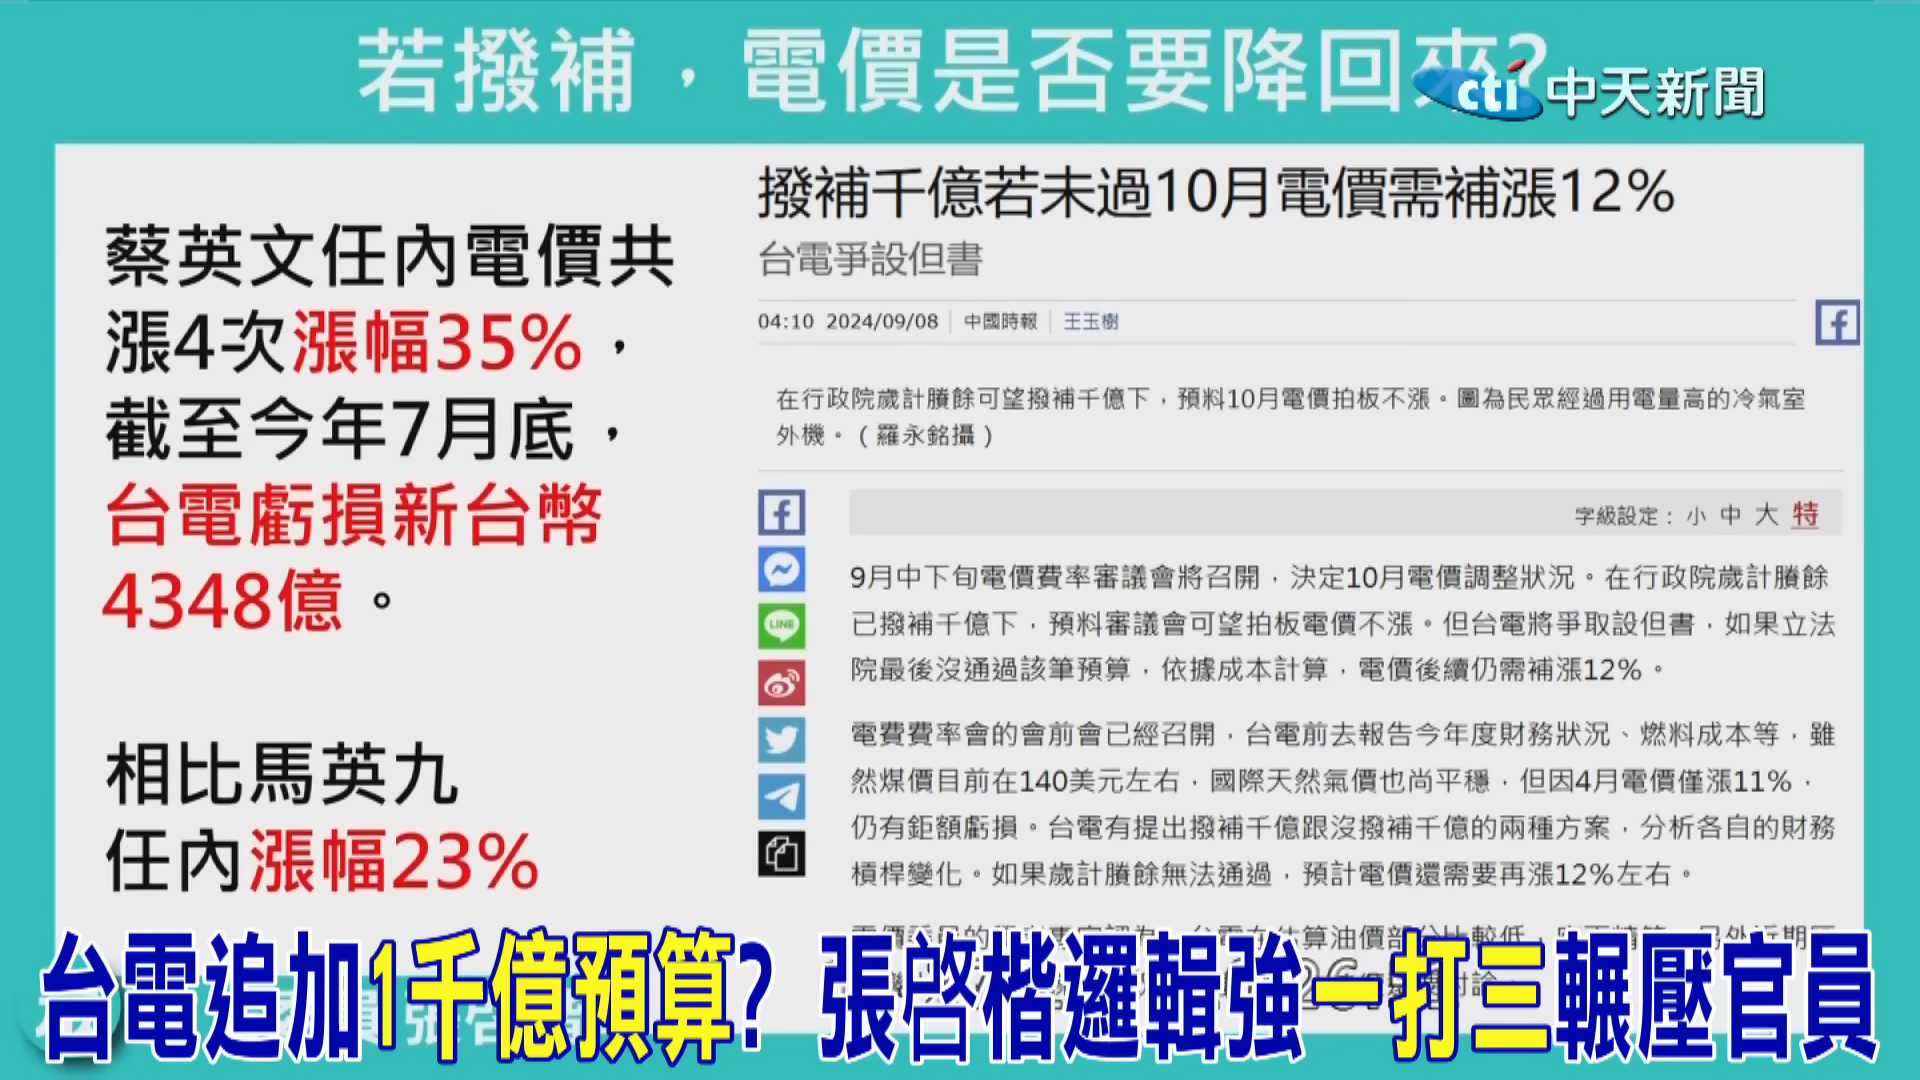 若撥補，電價是否要降回來?
cti 中天新聞
蔡英文任內電價共
漲4次漲幅35%，
截至今年7月底，
台電虧損新台幣
4348億。
相比馬英九
任內漲幅23%
撥補千億若未過10月電價需補漲12%
台電爭設但書
04:10 2024/09/08 中國時報 王玉樹
在行政院歲計賸餘可望撥補千億下，預料10月電價拍板不漲。圖為民眾經過用電量高的冷氣室
外機。（羅永銘攝）
字級設定：小 中 大 特
LINE
9月中下旬電價費率審議會將召開，決定10月電價調整狀況。在行政院歲計賸餘
已撥補千億下，預料審議會可望拍板電價不漲。但台電將爭取設但書，如果立法
院最後沒通過該筆預算，依據成本計算，電價後續仍需補漲12%。
電費費率會的會前會已經召開，台電前去報告今年度財務狀況、燃料成本等，雖
然煤價目前在140美元左右，國際天然氣價也尚平穩，但因4月電價僅漲11%，
仍有鉅額虧損。台電有提出撥補千億跟沒撥補千億的兩種方案，分析各自的財務
槓桿變化。如果歲計賸餘無法通過，預計電價還需要再漲12%左右。
台電追加1千億預算? 張啓楷邏輯強一打三輾壓官員